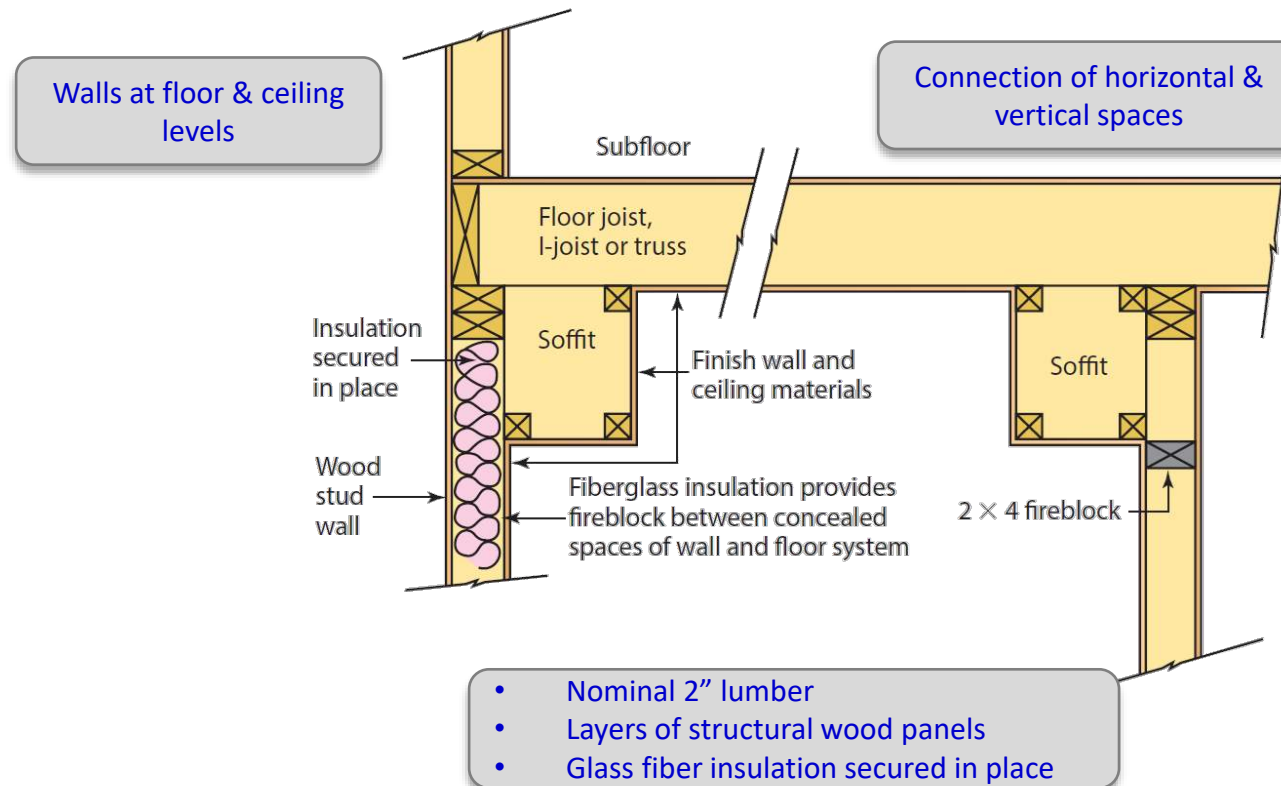 Walls at floor & ceiling
levels
Connection of horizontal &
vertical spaces
Subfloor
Floor joist,
I-joist or truss
Insulation
secured
in place
Soffit
Finish wall and
ceiling materials
Soffit
Wood
stud
wall
Fiberglass insulation provides
fireblock between concealed
spaces of wall and floor system
2 × 4 fireblock
• Nominal 2” lumber
• Layers of structural wood panels
• Glass fiber insulation secured in place